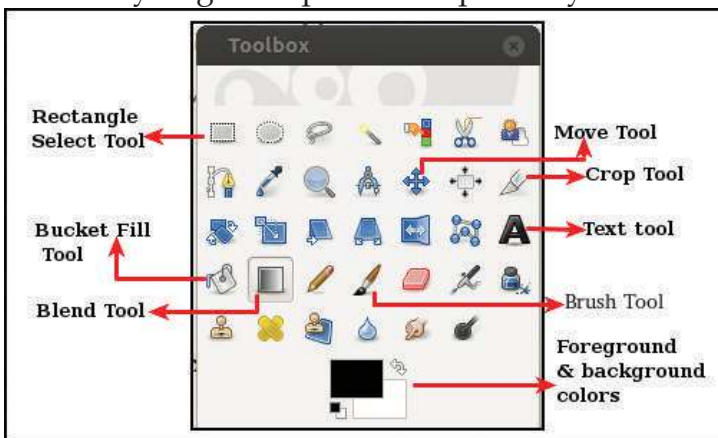 Toolbox
Rectangle
Select Tool
Move Tool
Crop Tool
Bucket Fill
Tool
Text tool
Blend Tool
Brush Tool
Foreground
& background
colors